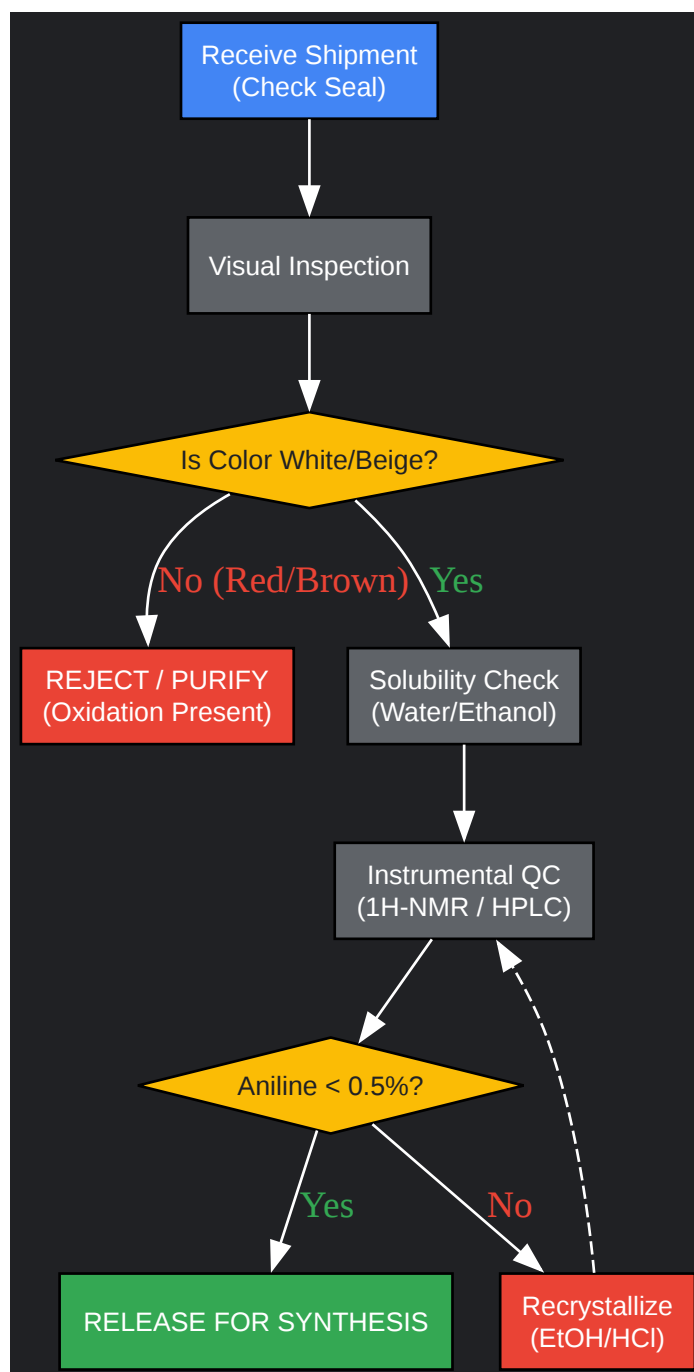 Receive Shipment
(Check Seal)
Visual Inspection
Is Color White/Beige?
No (Red/Brown)
Yes
REJECT / PURIFY
(Oxidation Present)
Solubility Check
(Water/Ethanol)
Instrumental QC
(1H-NMR / HPLC)
Aniline < 0.5%?
Yes
No
RELEASE FOR SYNTHESIS
Recrystallize
(EtOH/HCl)